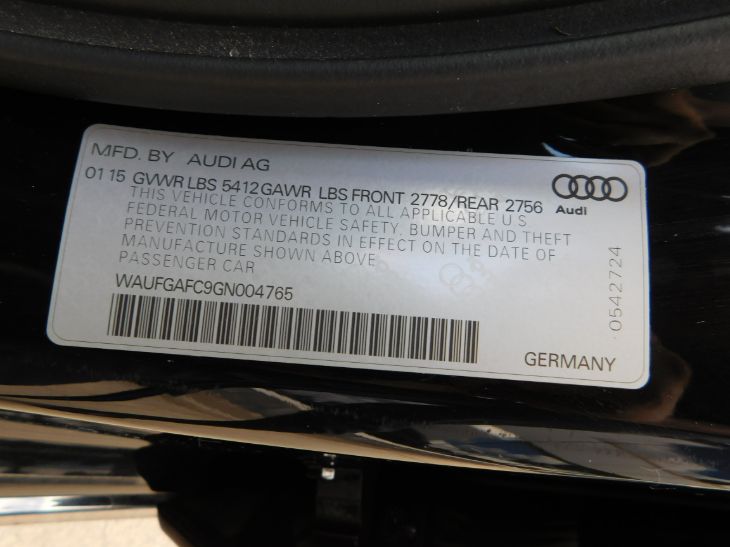 MFD. BY AUDI AG
01 15 GVWR LBS 5412 GAWR LBS FRONT 2778/REAR 2756
THIS VEHICLE CONFORMS TO ALL APPLICABLE U S
FEDERAL MOTOR VEHICLE SAFETY, BUMPER AND THEFT
PREVENTION STANDARDS IN EFFECT ON THE DATE OF
MANUFACTURE SHOWN ABOVE
PASSENGER CAR
WAUFGAFC9GN004765
Audi
0542724
GERMANY